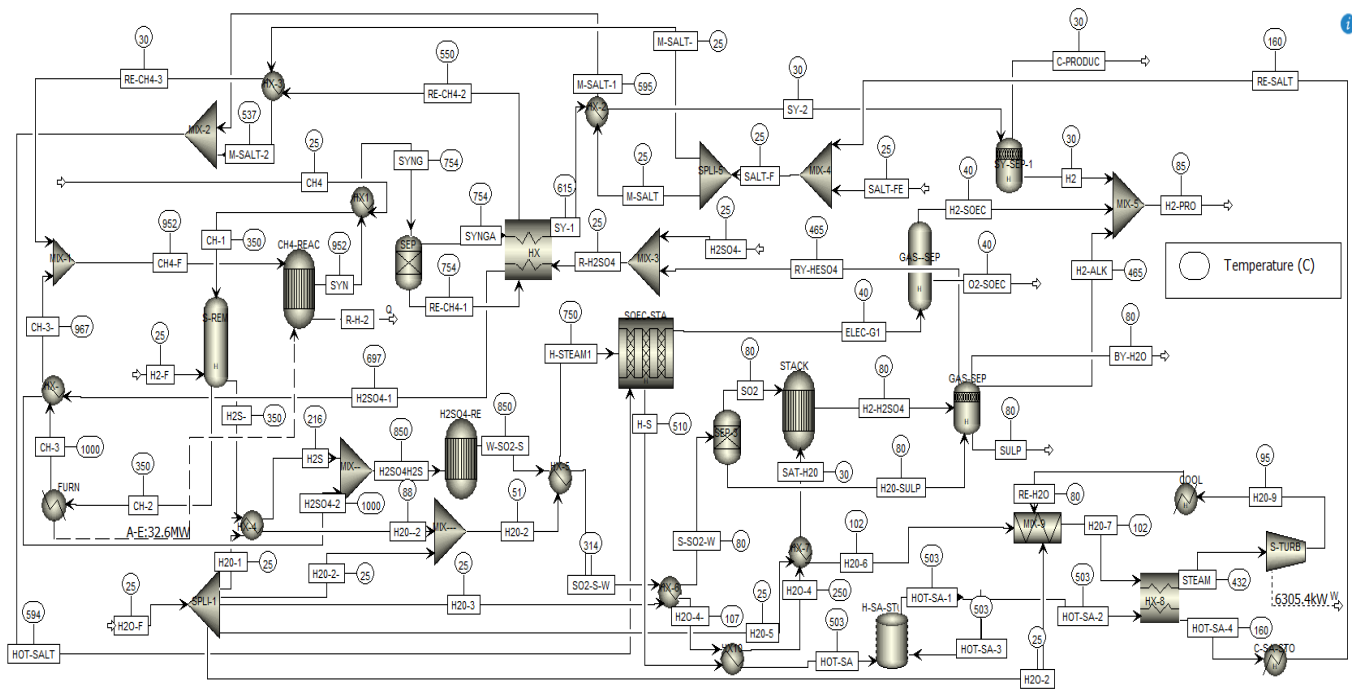 30
RE-CH4-3
HX-3
550
RE-CH4-2
MIX-2
537
M-SALT-2
M-SALT-
25
M-SALT-1
595
HX-2
30
SY-2
30
C-PRODUC
160
RE-SALT
25
CH4
SYNG
754
HX1
25
M-SALT
SPLI-5
25
SALT-F
MIX-4
25
SALT-FE
SY-SEP-1
H
30
H2
40
H2-SOEC
MIX-5
85
H2-PRO
Temperature (C)
MIX-1
952
CH4-F
CH-1
350
CH4-REAC
952
SYN
SEP
754
SYNGA
754
RE-CH4-1
HX
615
SY-1
25
R-H2SO4
MIX-3
25
H2SO4-
465
RY-HESO4
GAS--SEP
H
40
O2-SOEC
H2-ALK
465
CH-3-
967
25
H2-F
S-REM
H
R-H-2
Q
HX-
697
H2SO4-1
H2S-
350
750
H-STEAM1
SOEC-STA
H
40
ELEC-G1
80
BY-H2O
CH-3
1000
FURN
350
CH-2
216
H2S
MIX--
850
H2SO4H2S
H2SO4-RE
850
W-SO2-S
HX-5
H-S
510
80
SO2
SEP-3
STACK
80
H2-H2SO4
GAS-SEP
H
80
SULP
A-E:32.6MW
HX-4
H2SO4-2
1000
88
H20--2
MIX----
51
H20-2
SAT-H20
30
80
H20-SULP
H20-1
25
H20-2-
25
25
H20-3
314
SO2-S-W
S-SO2-W
80
HX-6
HX-7
102
H20-6
RE-H2O
80
MIX-9
COOL
H
95
H20-9
102
H20-7
S-TURB
STEAM
432
6305.4kW
W
25
H2O-F
SPLI-1
594
HOT-SALT
H2O-4-
107
25
H20-5
H2O-4
250
HX10
503
HOT-SA
H-SA-STO
503
HOT-SA-1
503
HOT-SA-3
503
HOT-SA-2
HX-8
HOT-SA-4
160
C-SA-STO
H
25
H2O-2